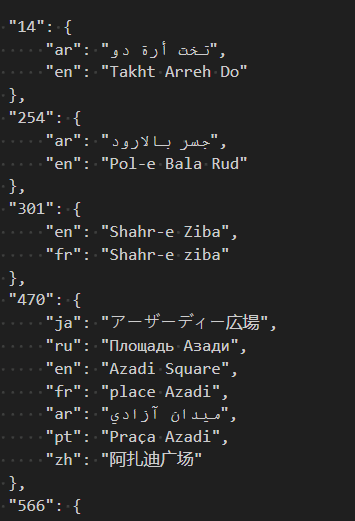 "14": {
"ar": "تخت أرة دو",
"en": "Takht Arreh Do"
},
"254": {
"ar": "جسر بالارود",
"en": "Pol-e Bala Rud"
},
"301": {
"en": "Shahr-e Ziba",
"fr": "Shahr-e ziba"
},
"470": {
"ja": "アーザーディー広場",
"ru": "Площадь Азади",
"en": "Azadi Square",
"fr": "place Azadi",
"ar": "ميدان آزادي",
"pt": "Praça Azadi",
"zh": "阿扎迪广场"
},
"566": {